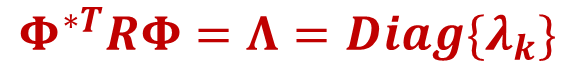 Φ*ᵀRΦ = Λ = Diag{λₖ}